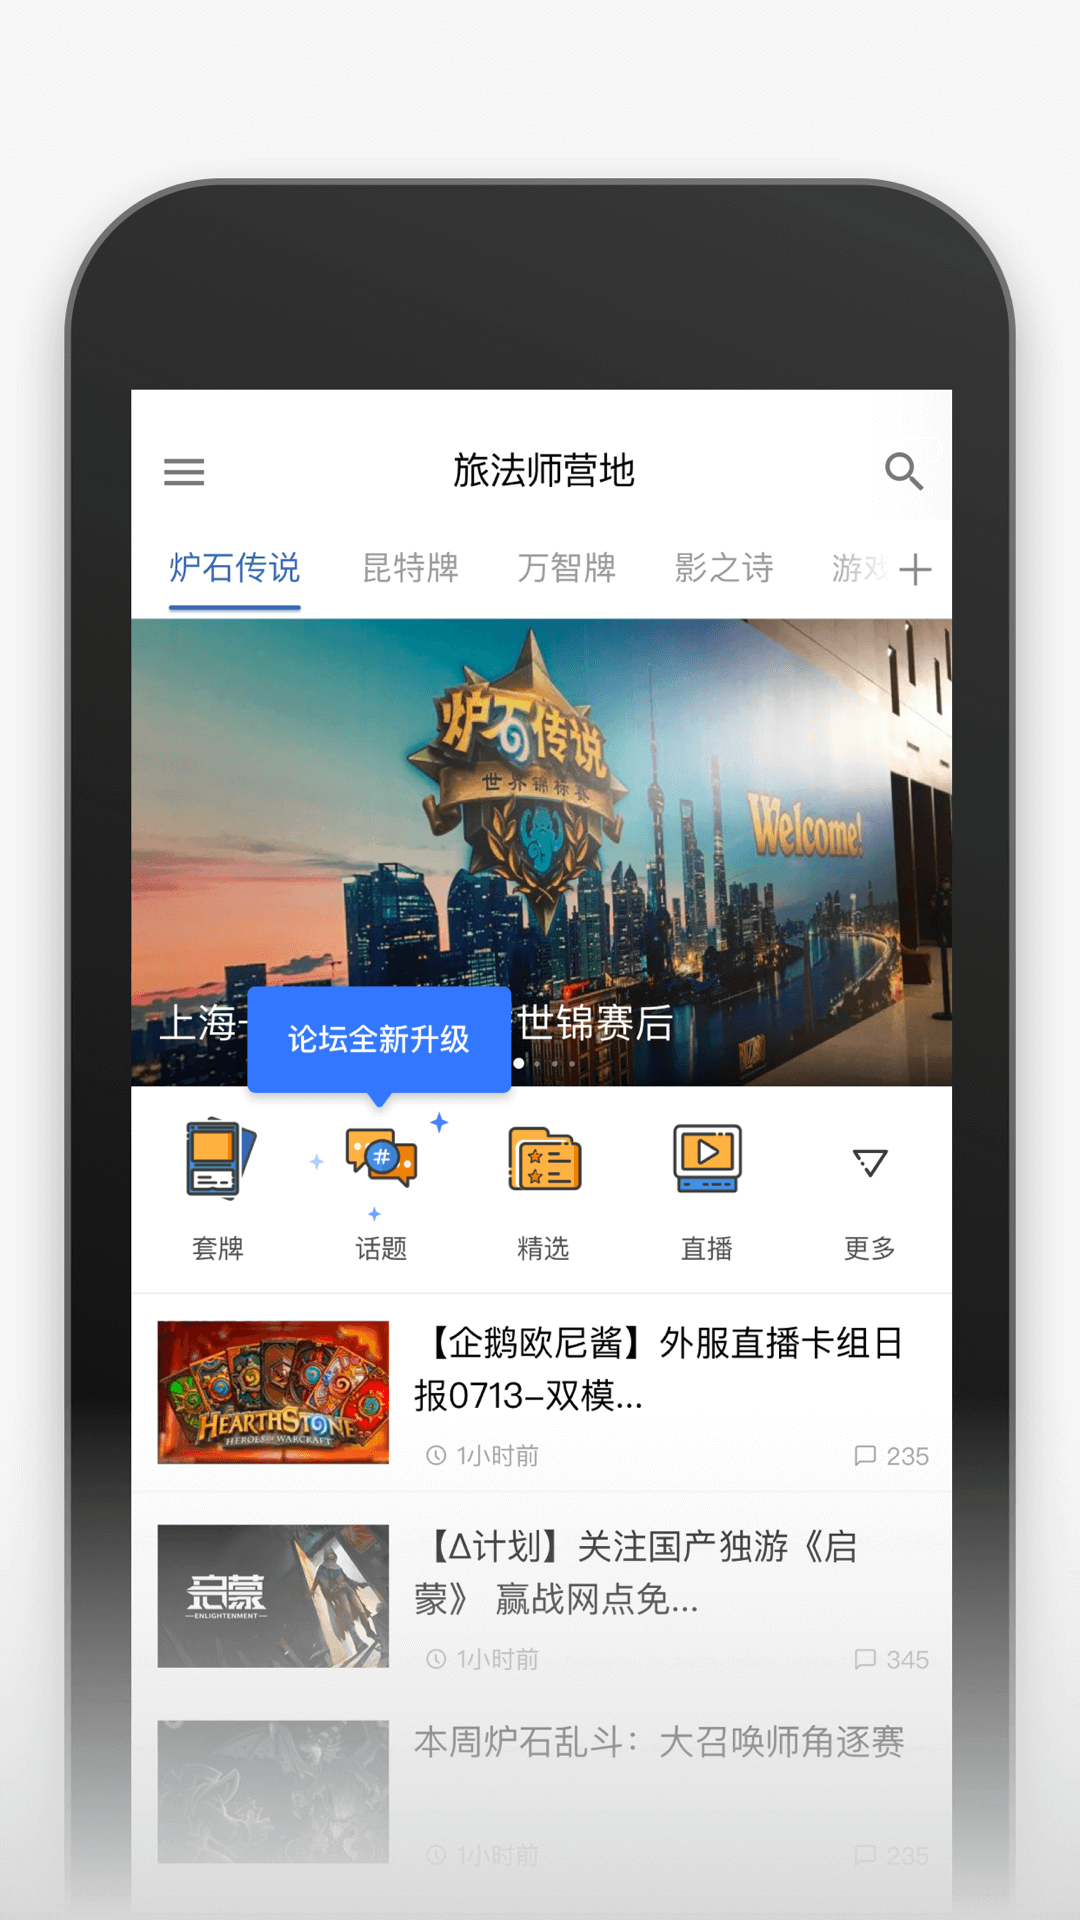 旅法师营地
炉石传说 昆特牌 万智牌 影之诗 游戏
炉石传说
世界锦标赛
Welcome!
上海
世锦赛后
论坛全新升级
#
套牌 话题 精选 直播 更多
HEARTHSTONE
HEROES OF WARCRAFT
【企鹅欧尼酱】外服直播卡组日
报0713-双模...
1小时前 235
启蒙
ENLIGHTENMENT
【Δ计划】关注国产独游《启
蒙》 赢战网点免...
1小时前 345
本周炉石乱斗：大召唤师角逐赛
1小时前 235